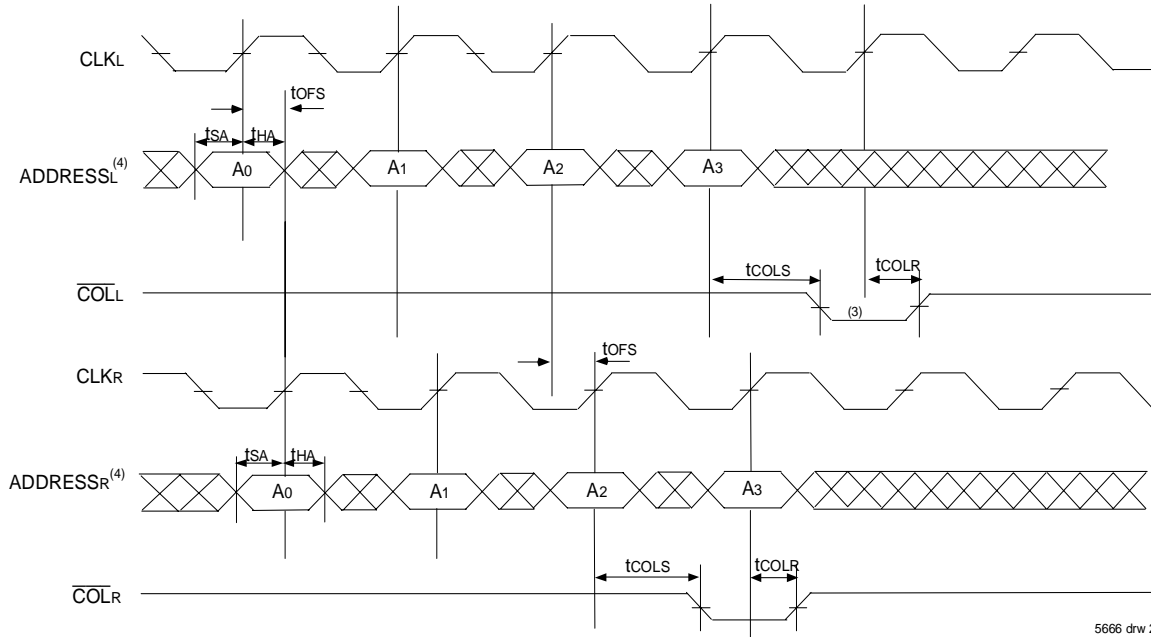 CLKL
tOFS
tSA tHA
ADDRESSL(4) A0 A1 A2 A3
tCOLS tCOLR
COLL (3)
tOFS
CLKR
tSA tHA
ADDRESSR(4) A0 A1 A2 A3
tCOLS tCOLR
COLR
5666 drw 2